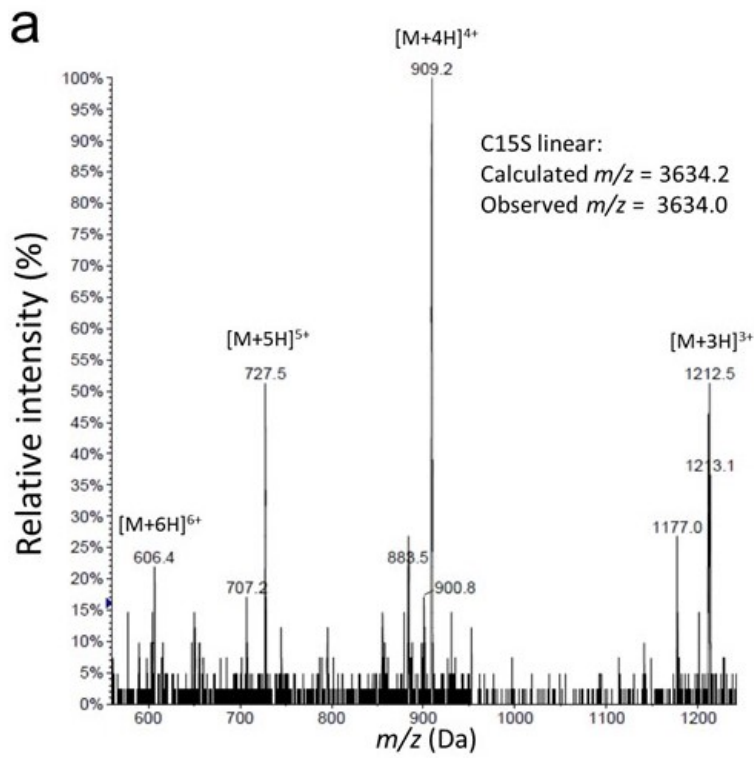 a
[M+4H]4+
909.2
C15S linear:
Calculated m/z = 3634.2
Observed m/z = 3634.0
[M+5H]5+
727.5
[M+3H]3+
1212.5
1213.1
[M+6H]6+
606.4
707.2
883.5
900.8
1177.0
100%
95%
90%
85%
80%
75%
70%
65%
60%
55%
50%
45%
40%
35%
30%
25%
20%
15%
10%
5%
0%
Relative intensity (%)
600 700 800 900 1000 1100 1200
m/z (Da)